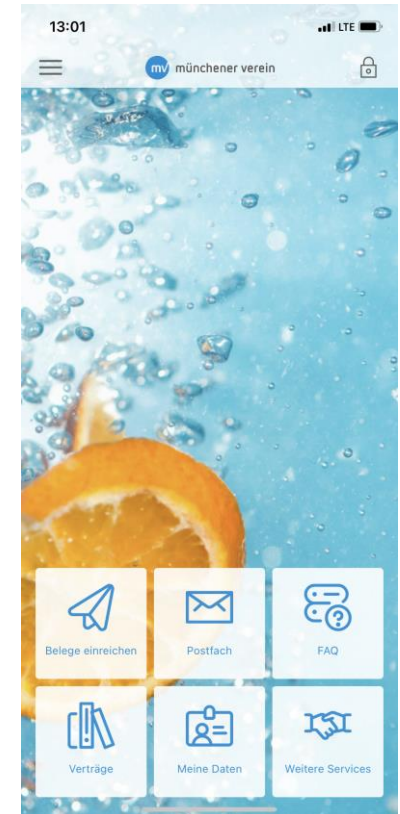 13:01 LTE
mv münchener verein
Belege einreichen Postfach FAQ
Verträge Meine Daten Weitere Services